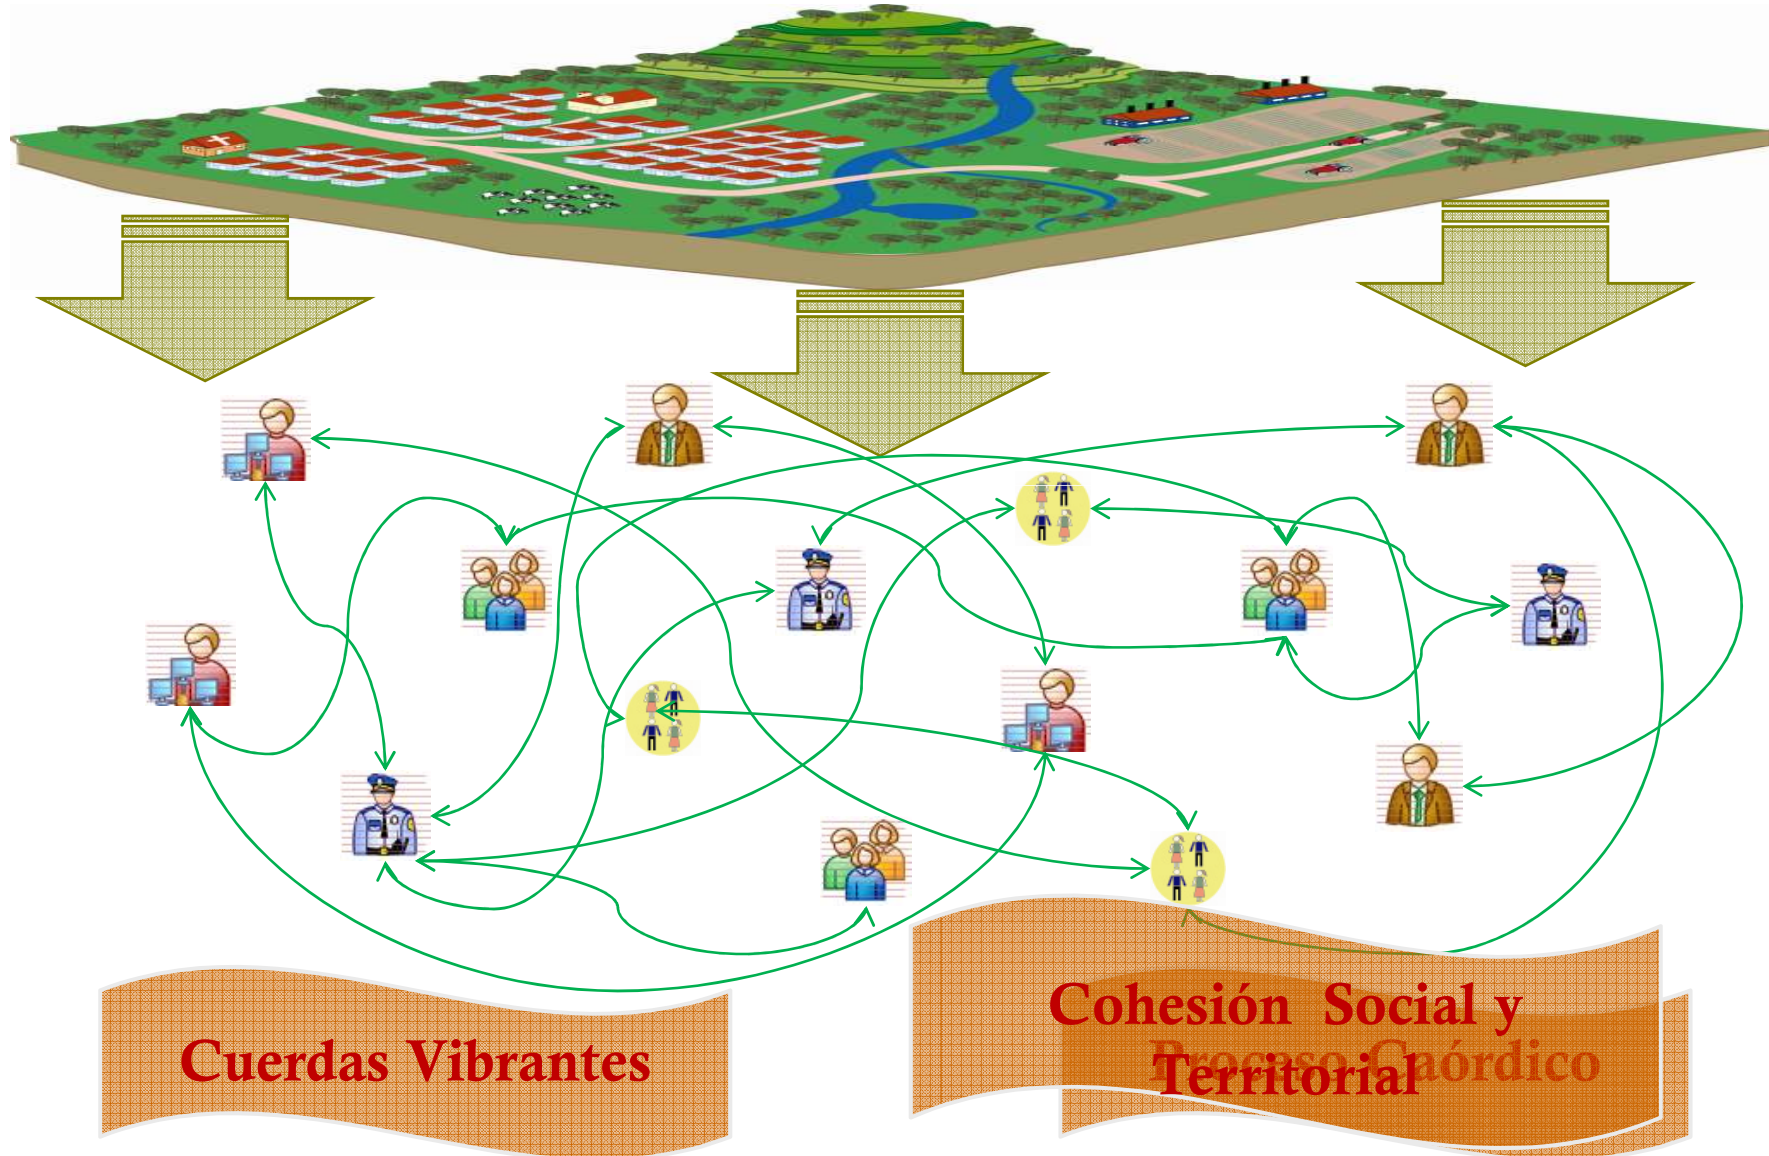 Cuerdas Vibrantes
Cohesión Social y
Territorial
Proceso Caórdico